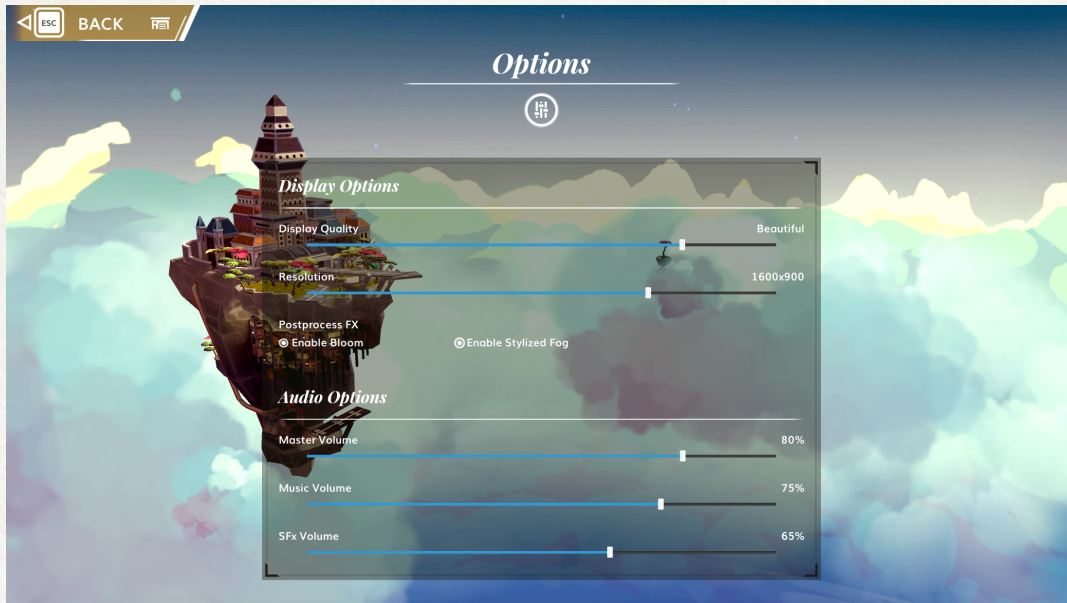 ESC BACK
Options
Display Options
Display Quality Beautiful
Resolution 1600x900
Postprocess FX
Enable Bloom Enable Stylized Fog
Audio Options
Master Volume 80%
Music Volume 75%
SFx Volume 65%